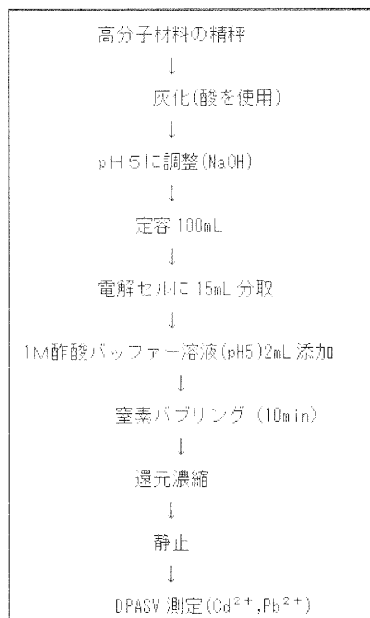 高分子材料の精秤
↓
灰化(酸を使用)
↓
pH5に調整(NaOH)
↓
定容 100mL
↓
電解セルに 15mL 分取
↓
1M酢酸バッファー溶液(pH5)2mL 添加
↓
窒素バブリング (10min)
↓
還元濃縮
↓
静止
↓
DPASV 測定(Cd²⁺,Pb²⁺)